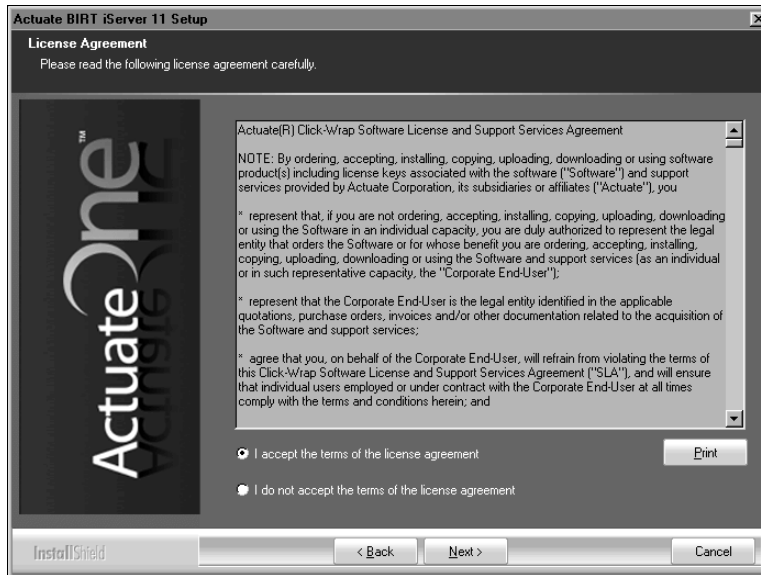 Actuate BIRT iServer 11 Setup
License Agreement
Please read the following license agreement carefully.
ActuateOne™
Actuate(R) Click-Wrap Software License and Support Services Agreement
NOTE: By ordering, accepting, installing, copying, uploading, downloading or using software
product(s) including license keys associated with the software ("Software") and support
services provided by Actuate Corporation, its subsidiaries or affiliates ("Actuate"), you
* represent that, if you are not ordering, accepting, installing, copying, uploading, downloading
or using the Software in an individual capacity, you are duly authorized to represent the legal
entity that orders the Software or for whose benefit you are ordering, accepting, installing,
copying, uploading, downloading or using the Software and support services (as an individual
or in such representative capacity, the "Corporate End-User");
* represent that the Corporate End-User is the legal entity identified in the applicable
quotations, purchase orders, invoices and/or other documentation related to the acquisition of
the Software and support services;
* agree that you, on behalf of the Corporate End-User, will refrain from violating the terms of
this Click-Wrap Software License and Support Services Agreement ("SLA"), and will ensure
that individual users employed or under contract with the Corporate End-User at all times
comply with the terms and conditions herein; and
I accept the terms of the license agreement
Print
I do not accept the terms of the license agreement
InstallShield
< Back
Next >
Cancel